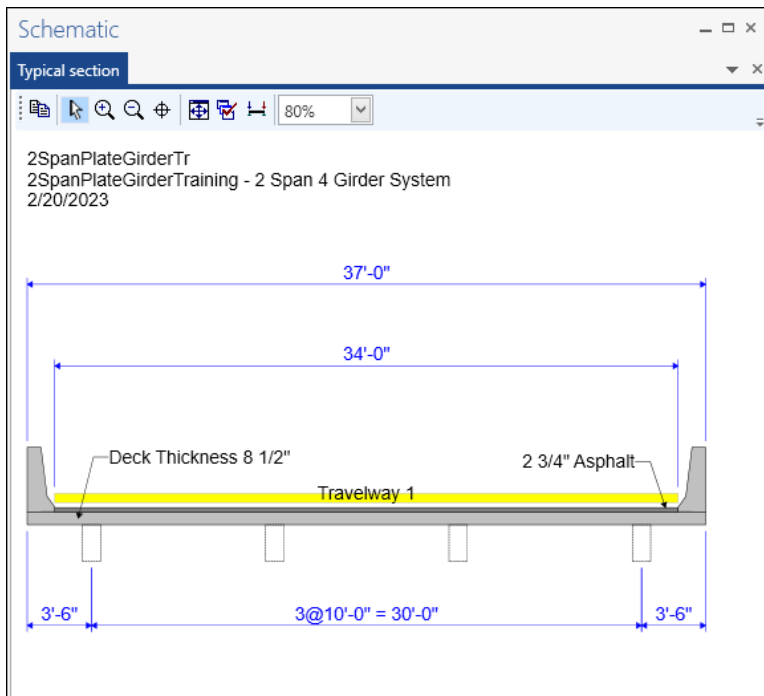 Schematic
Typical section
80%
2SpanPlateGirderTr
2SpanPlateGirderTraining - 2 Span 4 Girder System
2/20/2023
37'-0"
34'-0"
Deck Thickness 8 1/2"
2 3/4" Asphalt
Travelway 1
3'-6"
3@10'-0" = 30'-0"
3'-6"